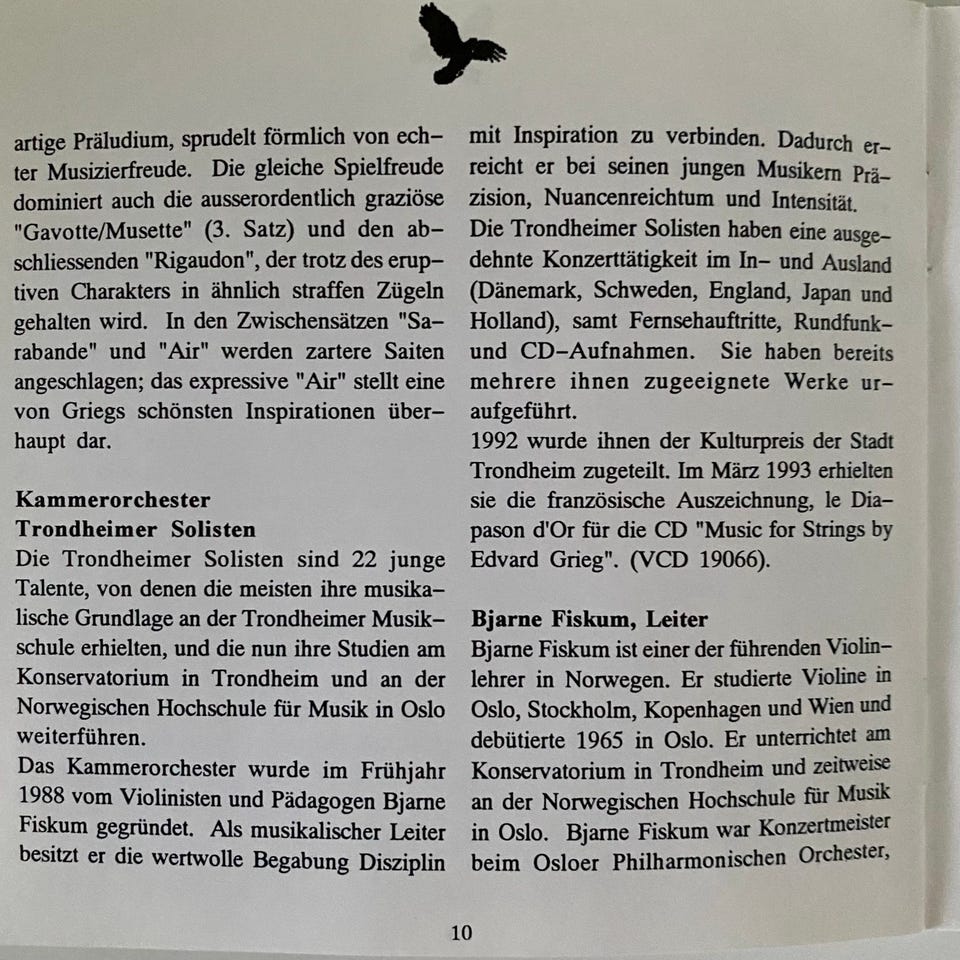 artige Präludium, sprudelt förmlich von ech-
ter Musizierfreude. Die gleiche Spielfreude
dominiert auch die ausserordentlich graziöse
"Gavotte/Musette" (3. Satz) und den ab-
schliessenden "Rigaudon", der trotz des erup-
tiven Charakters in ähnlich straffen Zügeln
gehalten wird. In den Zwischensätzen "Sa-
rabande" und "Air" werden zartere Saiten
angeschlagen; das expressive "Air" stellt eine
von Griegs schönsten Inspirationen über-
haupt dar.
Kammerorchester
Trondheimer Solisten
Die Trondheimer Solisten sind 22 junge
Talente, von denen die meisten ihre musika-
lische Grundlage an der Trondheimer Musik-
schule erhielten, und die nun ihre Studien am
Konservatorium in Trondheim und an der
Norwegischen Hochschule für Musik in Oslo
weiterführen.
Das Kammerorchester wurde im Frühjahr
1988 vom Violinisten und Pädagogen Bjarne
Fiskum gegründet. Als musikalischer Leiter
besitzt er die wertwolle Begabung Disziplin
mit Inspiration zu verbinden. Dadurch er-
reicht er bei seinen jungen Musikern Prä-
zision, Nuancenreichtum und Intensität.
Die Trondheimer Solisten haben eine ausge-
dehnte Konzerttätigkeit im In- und Ausland
(Dänemark, Schweden, England, Japan und
Holland), samt Fernsehauftritte, Rundfunk-
und CD-Aufnahmen. Sie haben bereits
mehrere ihnen zugeeignete Werke ur-
aufgeführt.
1992 wurde ihnen der Kulturpreis der Stadt
Trondheim zugeteilt. Im März 1993 erhielten
sie die französische Auszeichnung, le Dia-
pason d'Or für die CD "Music for Strings by
Edvard Grieg". (VCD 19066).
Bjarne Fiskum, Leiter
Bjarne Fiskum ist einer der führenden Violin-
lehrer in Norwegen. Er studierte Violine in
Oslo, Stockholm, Kopenhagen und Wien und
debütierte 1965 in Oslo. Er unterrichtet am
Konservatorium in Trondheim und zeitweise
an der Norwegischen Hochschule für Musik
in Oslo. Bjarne Fiskum war Konzertmeister
beim Osloer Philharmonischen Orchester,
10